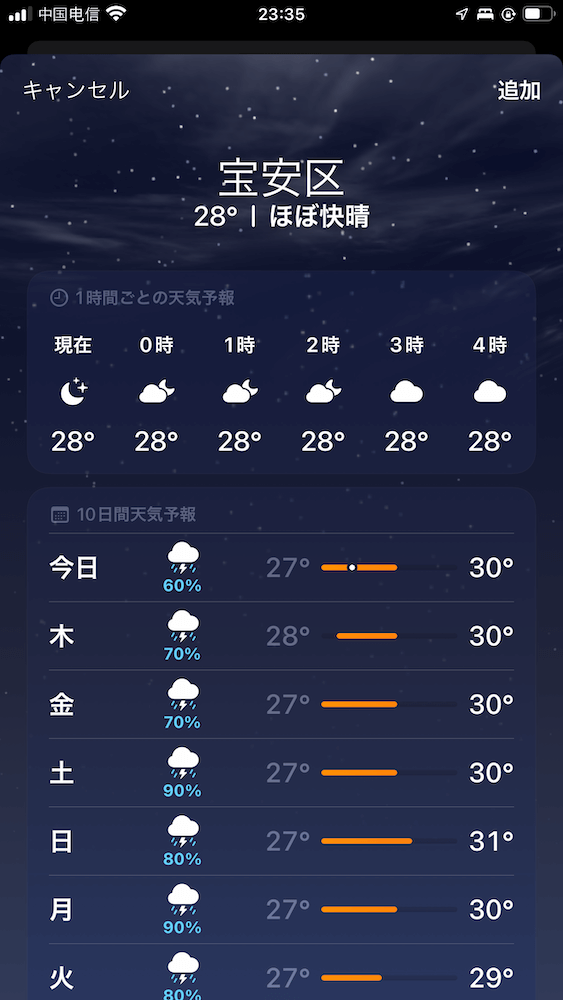 中国电信 23:35
キャンセル 追加
宝安区
28° | ほぼ快晴
1時間ごとの天気予報
現在 0時 1時 2時 3時 4時
28° 28° 28° 28° 28° 28°
10日間天気予報
今日 60% 27° 30°
木 70% 28° 30°
金 70% 27° 30°
土 90% 27° 30°
日 80% 27° 31°
月 90% 27° 30°
火 80% 27° 29°